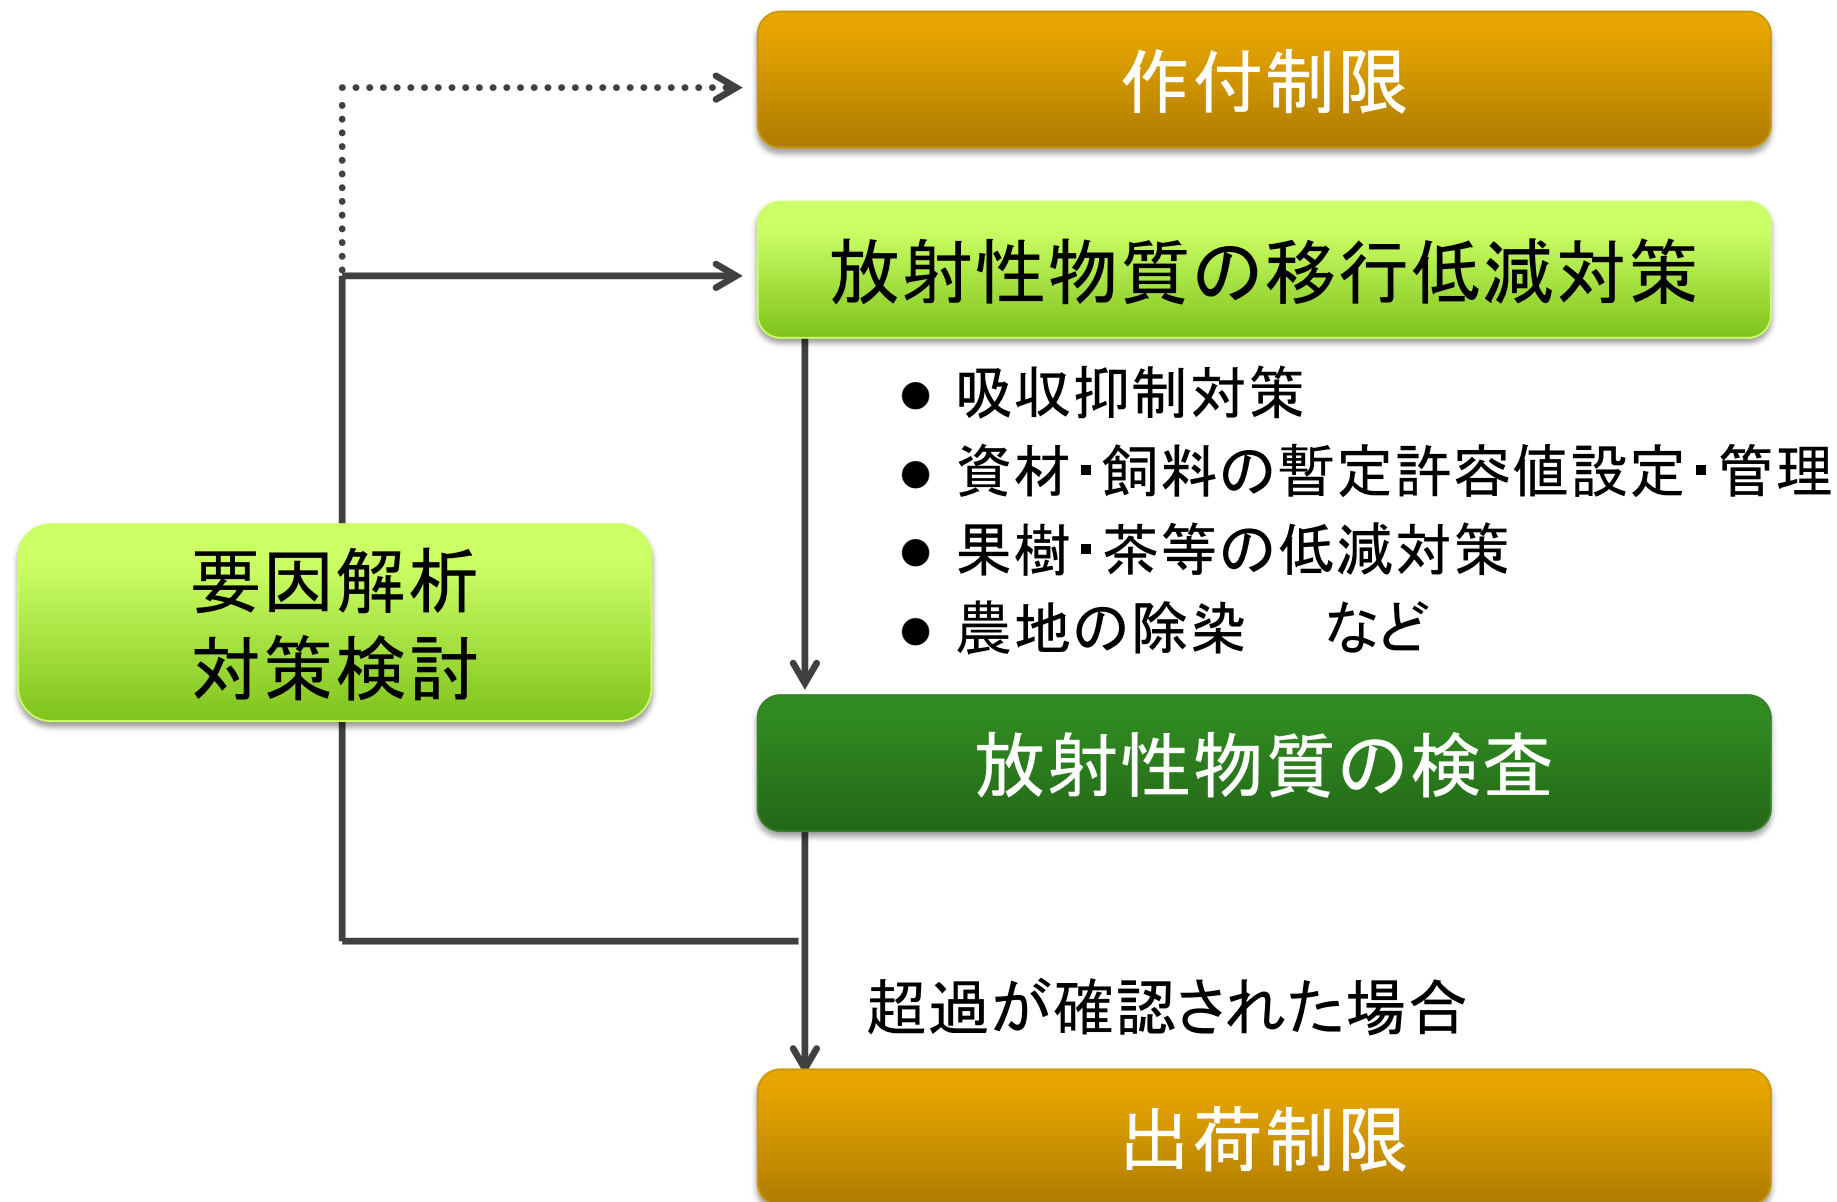 作付制限
放射性物質の移行低減対策
● 吸収抑制対策
● 資材・飼料の暫定許容値設定・管理
● 果樹・茶等の低減対策
● 農地の除染　など
要因解析
対策検討
放射性物質の検査
超過が確認された場合
出荷制限